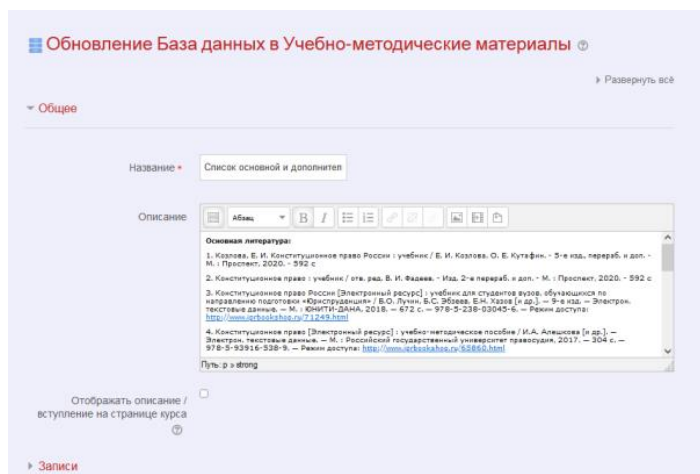 Обновление База данных в Учебно-методические материалы
Развернуть всё
Общее
Название
Список основной и дополнител
Описание
Абзац
B I
Основная литература:
1. Козлова, Е. И. Конституционное право России : учебник / Е. И. Козлова, О. Е. Кутафин. - 5-е изд., перераб. и доп. -
М. : Проспект, 2020. - 592 с
2. Конституционное право : учебник / отв. ред. В. И. Фадеев. - Изд. 2-е перераб. и доп. - М. : Проспект, 2020. - 592 с
3. Конституционное право России [Электронный ресурс] : учебник для студентов вузов, обучающихся по
направлению подготовки «Юриспруденция» / В.О. Лучин, Б.С. Эбзеев, Е.Н. Хазов [и др.]. — 9-е изд. — Электрон.
текстовые данные. — М. : ЮНИТИ-ДАНА, 2018. — 672 с. — 978-5-238-03045-6. — Режим доступа:
http://www.iprbookshop.ru/71249.html
4. Конституционное право [Электронный ресурс] : учебно-методическое пособие / И.А. Алешкова [и др.]. —
Электрон. текстовые данные. — М. : Российский государственный университет правосудия, 2017. — 304 с. —
978-5-93916-538-9. — Режим доступа: http://www.iprbookshop.ru/65860.html
Путь: p » strong
Отображать описание /
вступление на странице курса
Записи